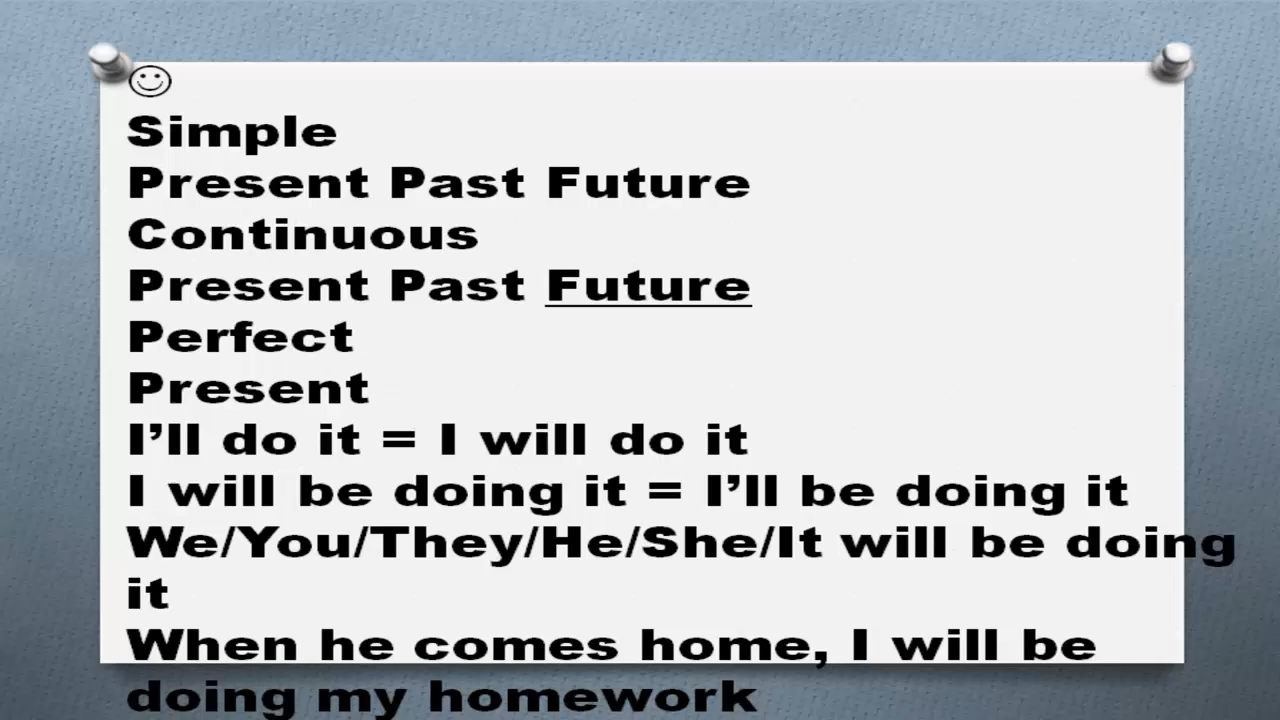 ☺
Simple
Present Past Future
Continuous
Present Past Future
Perfect
Present
I’ll do it = I will do it
I will be doing it = I’ll be doing it
We/You/They/He/She/It will be doing
it
When he comes home, I will be
doing my homework